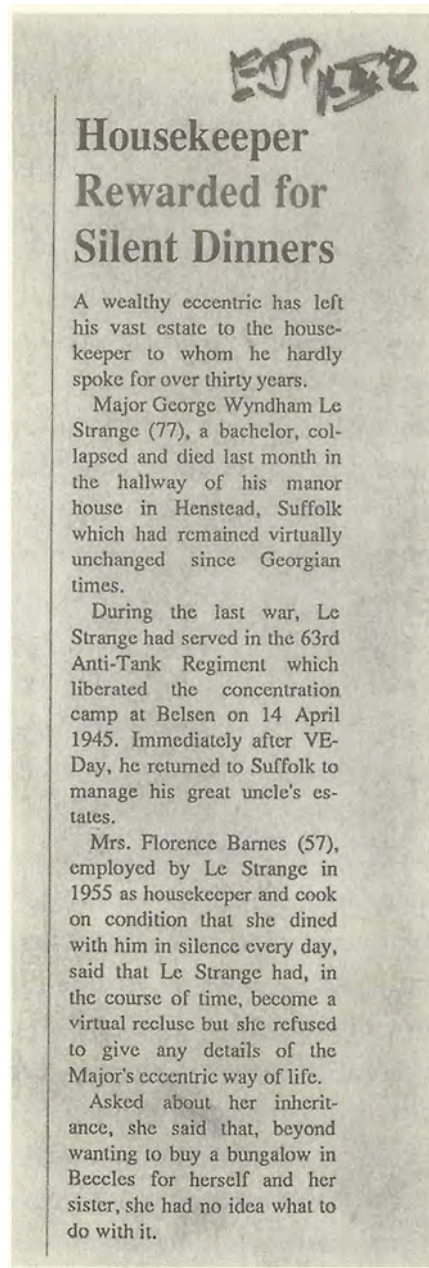 EDP
Housekeeper
Rewarded for
Silent Dinners
A wealthy eccentric has left
his vast estate to the house-
keeper to whom he hardly
spoke for over thirty years.
Major George Wyndham Le
Strange (77), a bachelor, col-
lapsed and died last month in
the hallway of his manor
house in Henstead, Suffolk
which had remained virtually
unchanged since Georgian
times.
During the last war, Le
Strange had served in the 63rd
Anti-Tank Regiment which
liberated the concentration
camp at Belsen on 14 April
1945. Immediately after VE-
Day, he returned to Suffolk to
manage his great uncle's es-
tates.
Mrs. Florence Barnes (57),
employed by Le Strange in
1955 as housekeeper and cook
on condition that she dined
with him in silence every day,
said that Le Strange had, in
the course of time, become a
virtual recluse but she refused
to give any details of the
Major's eccentric way of life.
Asked about her inherit-
ance, she said that, beyond
wanting to buy a bungalow in
Beccles for herself and her
sister, she had no idea what to
do with it.